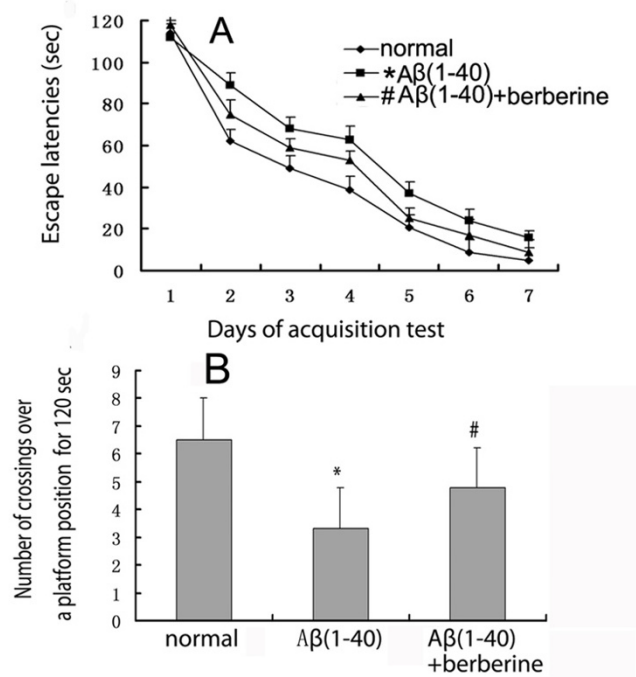 A
120
100
80
60
40
20
0
Escape latencies (sec)
normal
*Aβ(1-40)
#Aβ(1-40)+berberine
1 2 3 4 5 6 7
Days of acquisition test
B
9
8
7
6
5
4
3
2
1
0
Number of crossings over
a platform position for 120 sec
*
#
normal Aβ(1-40) Aβ(1-40)
+berberine